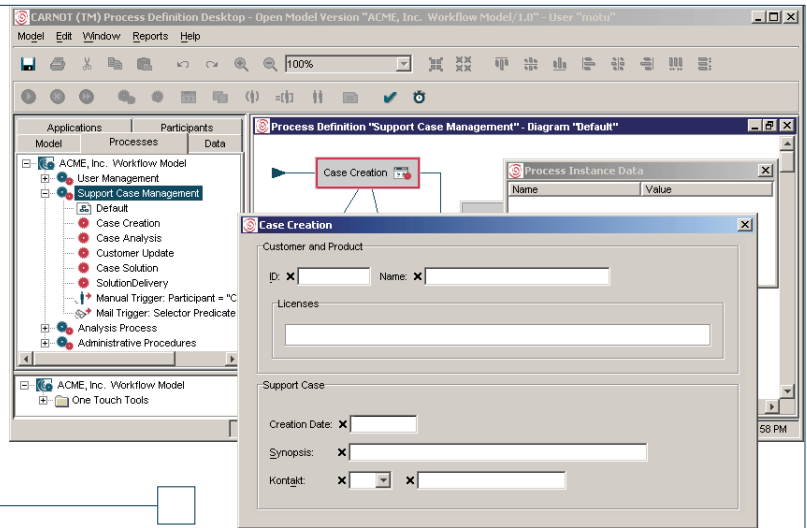 CARNOT (TM) Process Definition Desktop - Open Model Version "ACME, Inc. Workflow Model/1.0" - User "motu"
Model Edit Window Reports Help
100%
Applications Participants
Model Processes Data
ACME, Inc. Workflow Model
User Management
Support Case Management
Default
Case Creation
Case Analysis
Customer Update
Case Solution
SolutionDelivery
Manual Trigger: Participant = "C
Mail Trigger: Selector Predicate
Analysis Process
Administrative Procedures
ACME, Inc. Workflow Model
One Touch Tools
Process Definition "Support Case Management" - Diagram "Default"
Case Creation
Process Instance Data
Name Value
Case Creation
Customer and Product
ID: Name:
Licenses
Support Case
Creation Date:
Synopsis:
Kontakt:
58 PM